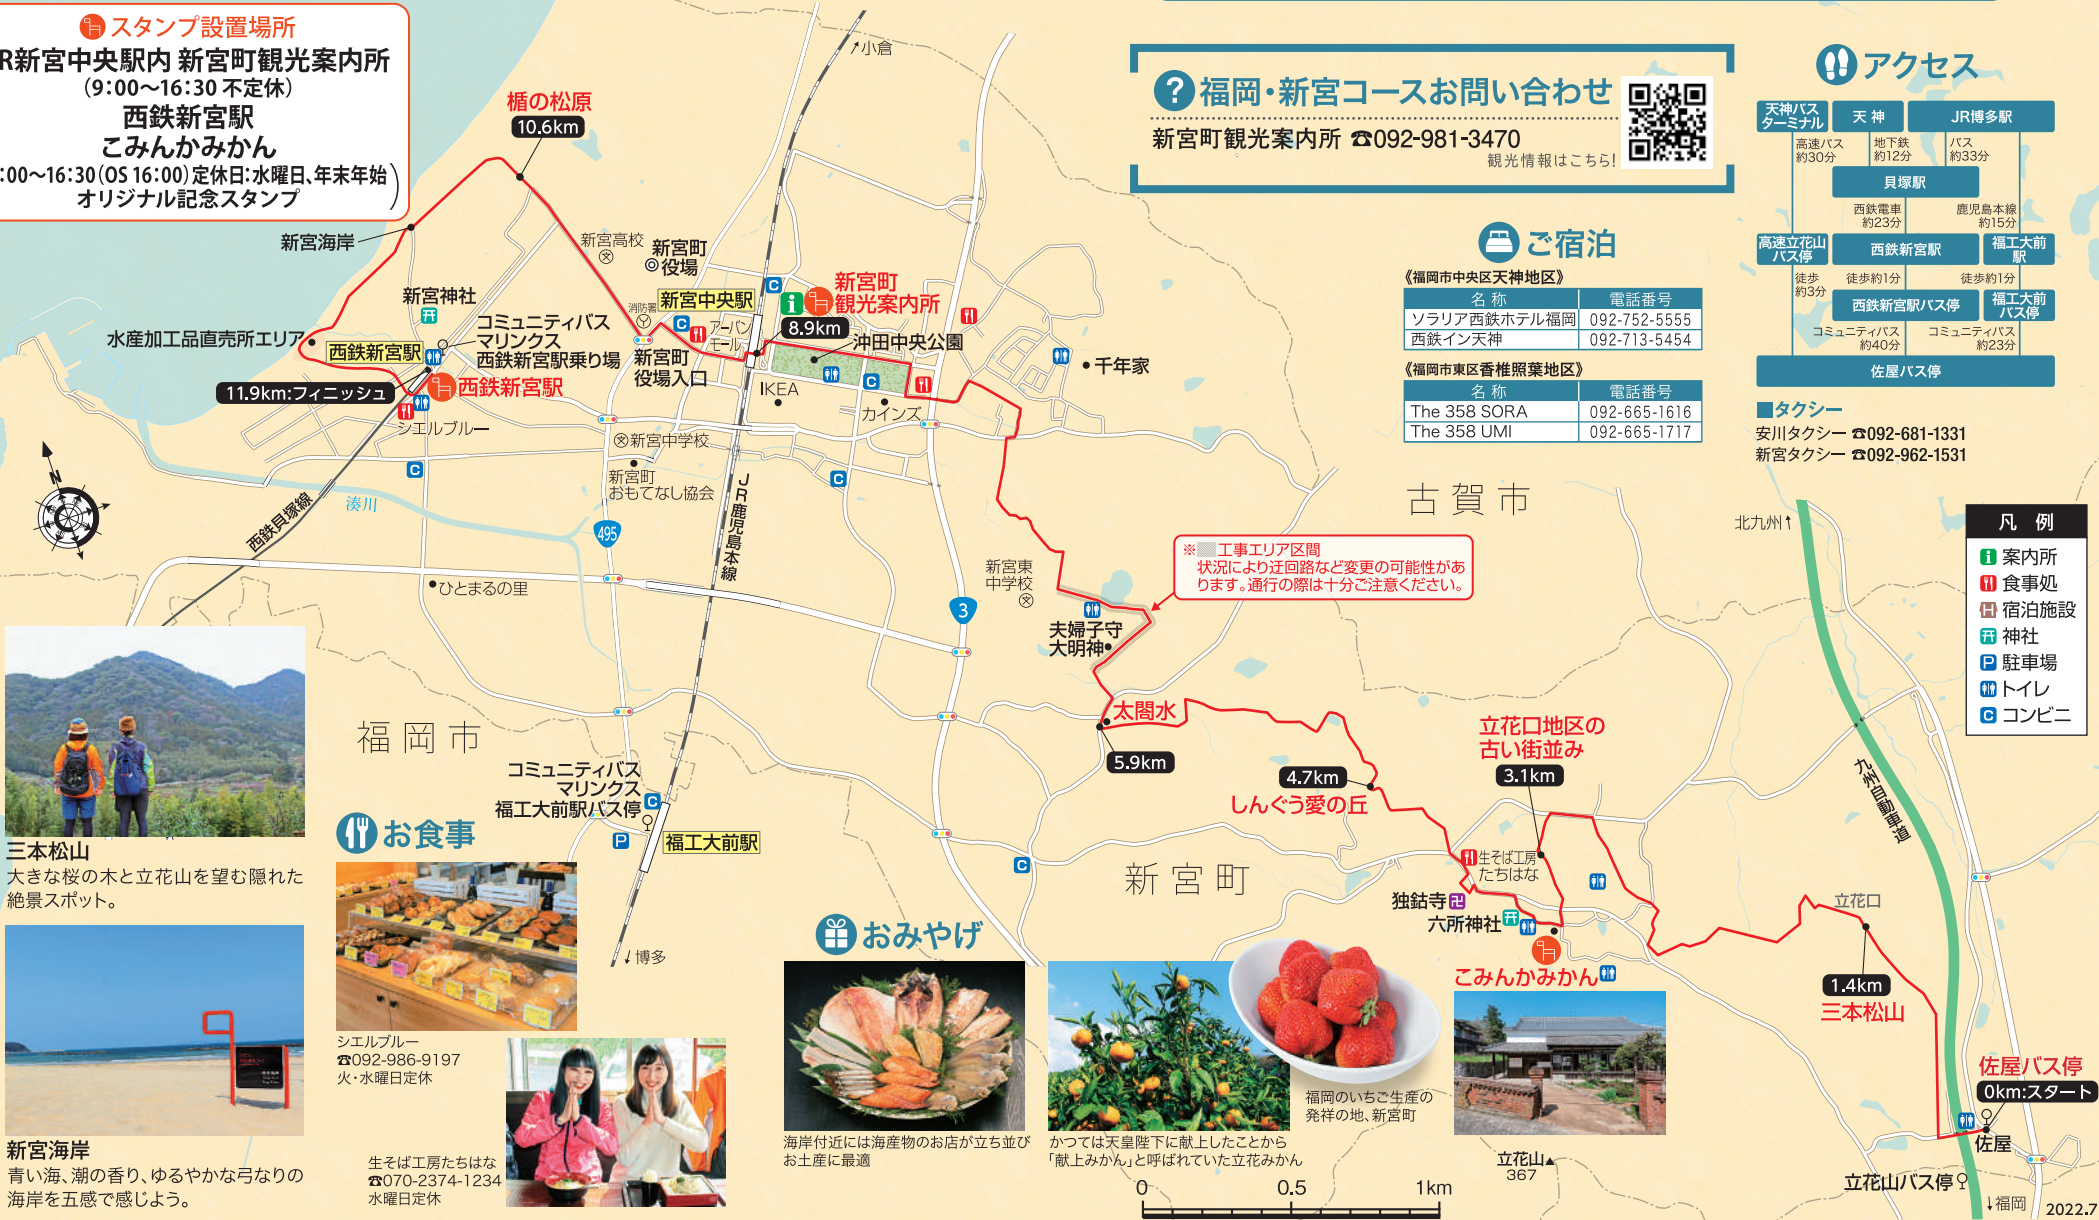 スタンプ設置場所
R新宮中央駅内 新宮町観光案内所
(9:00〜16:30 不定休)
西鉄新宮駅
こみんかみかん
:00〜16:30(OS 16:00)定休日:水曜日、年末年始
オリジナル記念スタンプ
↗小倉
楯の松原
10.6km
新宮海岸
新宮高校
新宮町
役場
新宮神社
消防署
新宮中央駅
新宮町
観光案内所
8.9km
アーバン
モール
沖田中央公園
水産加工品直売所エリア
西鉄新宮駅
コミュニティバス
マリンクス
西鉄新宮駅乗り場
新宮町
役場入口
千年家
11.9km:フィニッシュ
西鉄新宮駅
IKEA
カインズ
シエルブルー
新宮中学校
新宮町
おもてなし協会
湊川
西鉄貝塚線
JR鹿児島本線
495
3
N
ひとまるの里
新宮東
中学校
夫婦子守
大明神
※工事エリア区間
状況により迂回路など変更の可能性があ
ります。通行の際は十分ご注意ください。
太閤水
5.9km
4.7km
しんぐう愛の丘
立花口地区の
古い街並み
3.1km
生そば工房
たちはな
独鈷寺
六所神社
こみんかみかん
立花口
1.4km
三本松山
佐屋バス停
0km:スタート
佐屋
立花山バス停
↓福岡
立花山▲
367
北九州↑
九州自動車道
古賀市
福岡市
新宮町
コミュニティバス
マリンクス
福工大前駅バス停
福工大前駅
↓博多
0 0.5 1km
2022.7
? 福岡・新宮コースお問い合わせ
新宮町観光案内所 ☎092-981-3470
観光情報はこちら!
ご宿泊
《福岡市中央区天神地区》
名 称 電話番号
ソラリア西鉄ホテル福岡 092-752-5555
西鉄イン天神 092-713-5454
《福岡市東区香椎照葉地区》
名 称 電話番号
The 358 SORA 092-665-1616
The 358 UMI 092-665-1717
アクセス
天神バス
ターミナル
天 神
JR博多駅
高速バス
約30分
地下鉄
約12分
バス
約33分
貝塚駅
西鉄電車
約23分
鹿児島本線
約15分
高速立花山
バス停
西鉄新宮駅
福工大前
駅
徒歩
約3分
徒歩約1分
徒歩約1分
西鉄新宮駅バス停
福工大前
バス停
コミュニティバス
約40分
コミュニティバス
約23分
佐屋バス停
■タクシー
安川タクシー ☎092-681-1331
新宮タクシー ☎092-962-1531
凡 例
i 案内所
食事処
H 宿泊施設
神社
P 駐車場
トイレ
C コンビニ
三本松山
大きな桜の木と立花山を望む隠れた
絶景スポット。
新宮海岸
青い海、潮の香り、ゆるやかな弓なりの
海岸を五感で感じよう。
お食事
シエルブルー
☎092-986-9197
火・水曜日定休
生そば工房たちはな
☎070-2374-1234
水曜日定休
おみやげ
海岸付近には海産物のお店が立ち並び
お土産に最適
かつては天皇陛下に献上したことから
「献上みかん」と呼ばれていた立花みかん
福岡のいちご生産の
発祥の地、新宮町